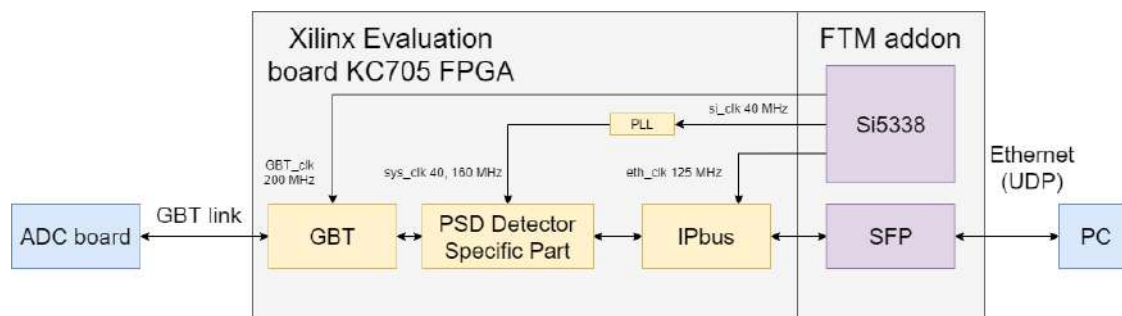 Xilinx Evaluation
board KC705 FPGA
FTM addon
si_clk 40 MHz
PLL
Si5338
GBT_clk
200 MHz
sys_clk 40, 160 MHz
eth_clk 125 MHz
Ethernet
(UDP)
GBT link
ADC board
GBT
PSD Detector
Specific Part
IPbus
SFP
PC